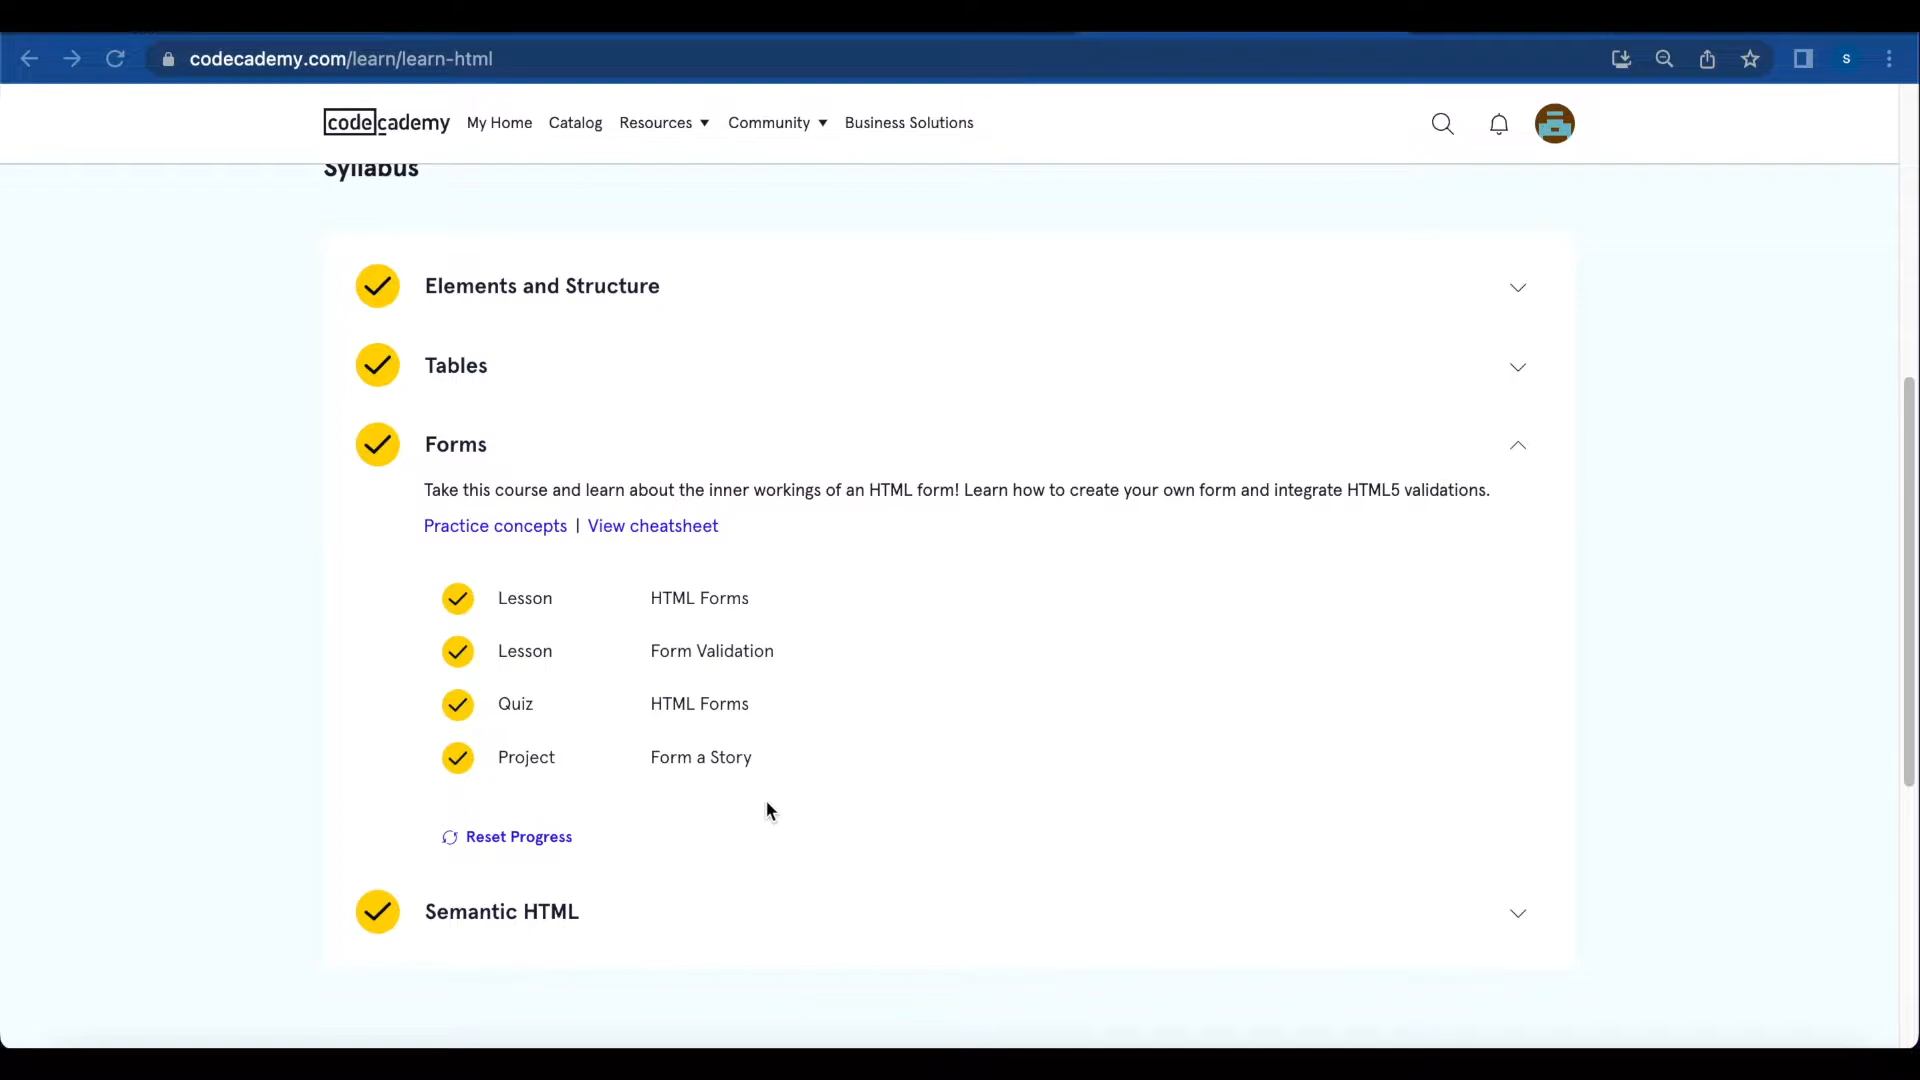 codecademy.com/learn/learn-html
s
codecademy My Home Catalog Resources Community Business Solutions
Syllabus
Elements and Structure
Tables
Forms
Take this course and learn about the inner workings of an HTML form! Learn how to create your own form and integrate HTML5 validations.
Practice concepts | View cheatsheet
Lesson HTML Forms
Lesson Form Validation
Quiz HTML Forms
Project Form a Story
Reset Progress
Semantic HTML